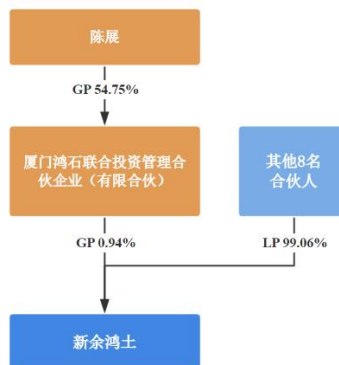 陈展
GP 54.75%
厦门鸿石联合投资管理合
伙企业（有限合伙）
其他8名
合伙人
GP 0.94%
LP 99.06%
新余鸿土